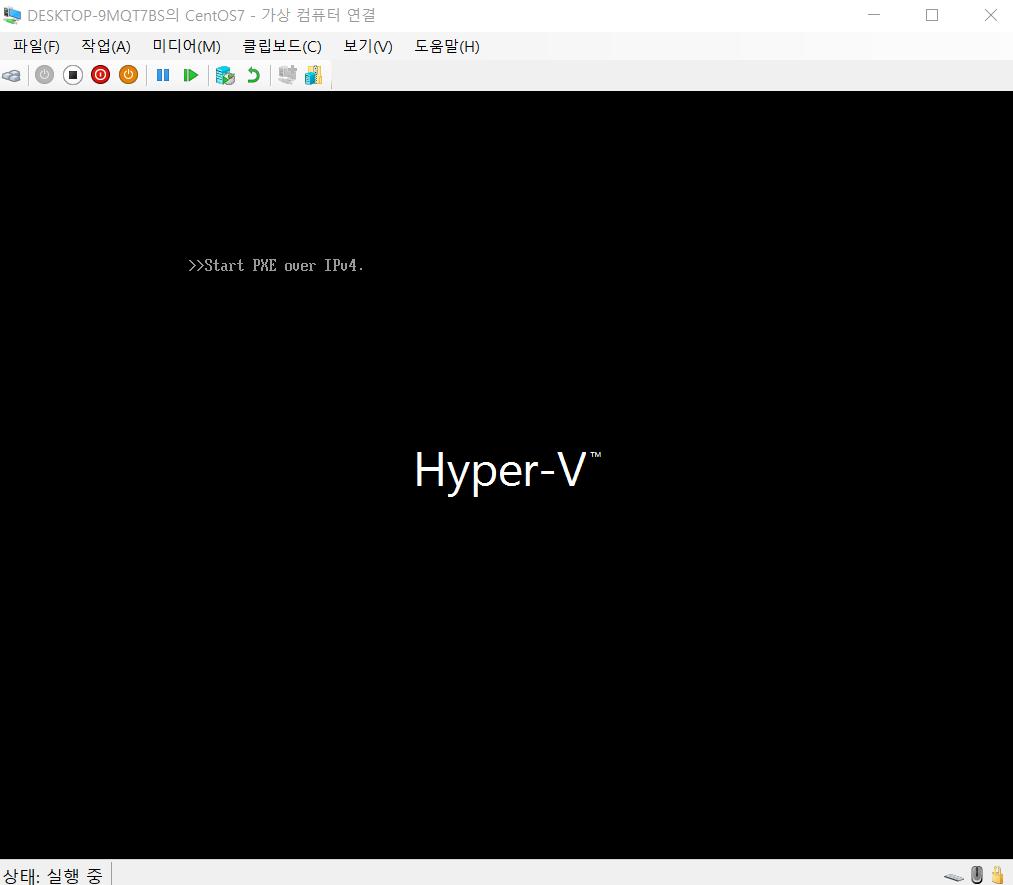 DESKTOP-9MQT7BS의 CentOS7 - 가상 컴퓨터 연결
파일(F) 작업(A) 미디어(M) 클립보드(C) 보기(V) 도움말(H)
>>Start PXE over IPv4.
Hyper-V™
상태: 실행 중